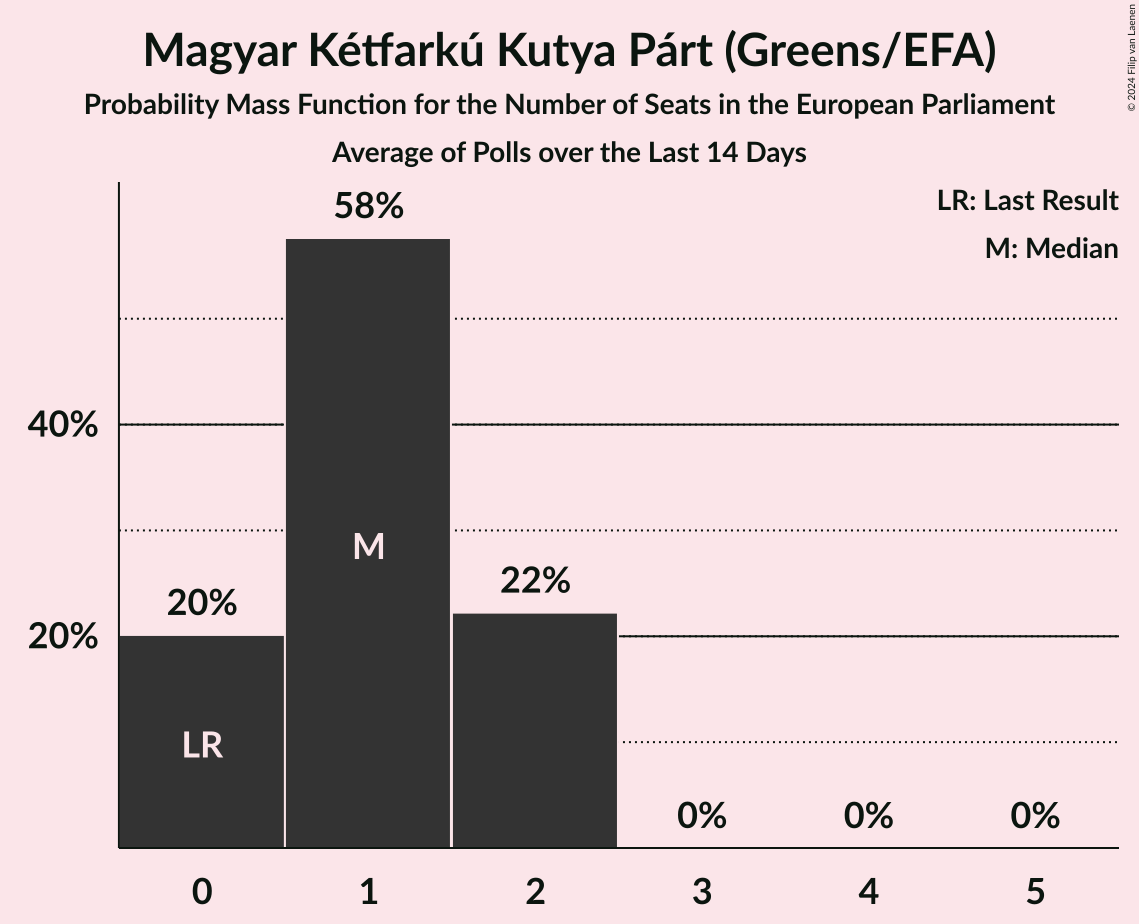 Magyar Kétfarkú Kutya Párt (Greens/EFA)
Probability Mass Function for the Number of Seats in the European Parliament
Average of Polls over the Last 14 Days
© 2024 Filip van Laenen
LR: Last Result
M: Median
58%
40%
M
22%
20%
20%
LR
0% 0% 0%
0 1 2 3 4 5